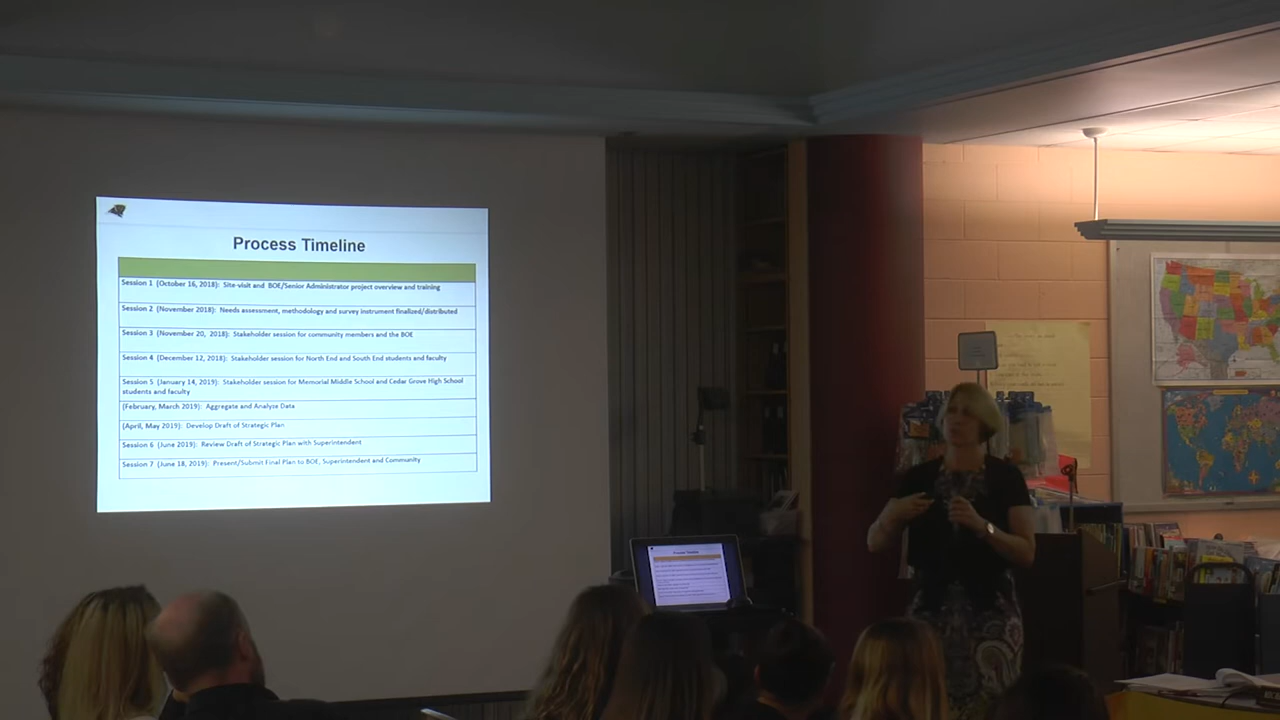 Process Timeline
Session 1 (October 16, 2018): Site-visit and BOE/Senior Administrator project overview and training
Session 2 (November 2018): Needs assessment, methodology and survey instrument finalized/distributed
Session 3 (November 20, 2018): Stakeholder session for community members and the BOE
Session 4 (December 12, 2018): Stakeholder session for North End and South End students and faculty
Session 5 (January 14, 2019): Stakeholder session for Memorial Middle School and Cedar Grove High School
students and faculty
(February, March 2019): Aggregate and Analyze Data
(April, May 2019): Develop Draft of Strategic Plan
Session 6 (June 2019): Review Draft of Strategic Plan with Superintendent
Session 7 (June 18, 2019): Present/Submit Final Plan to BOE, Superintendent and Community
Process Timeline